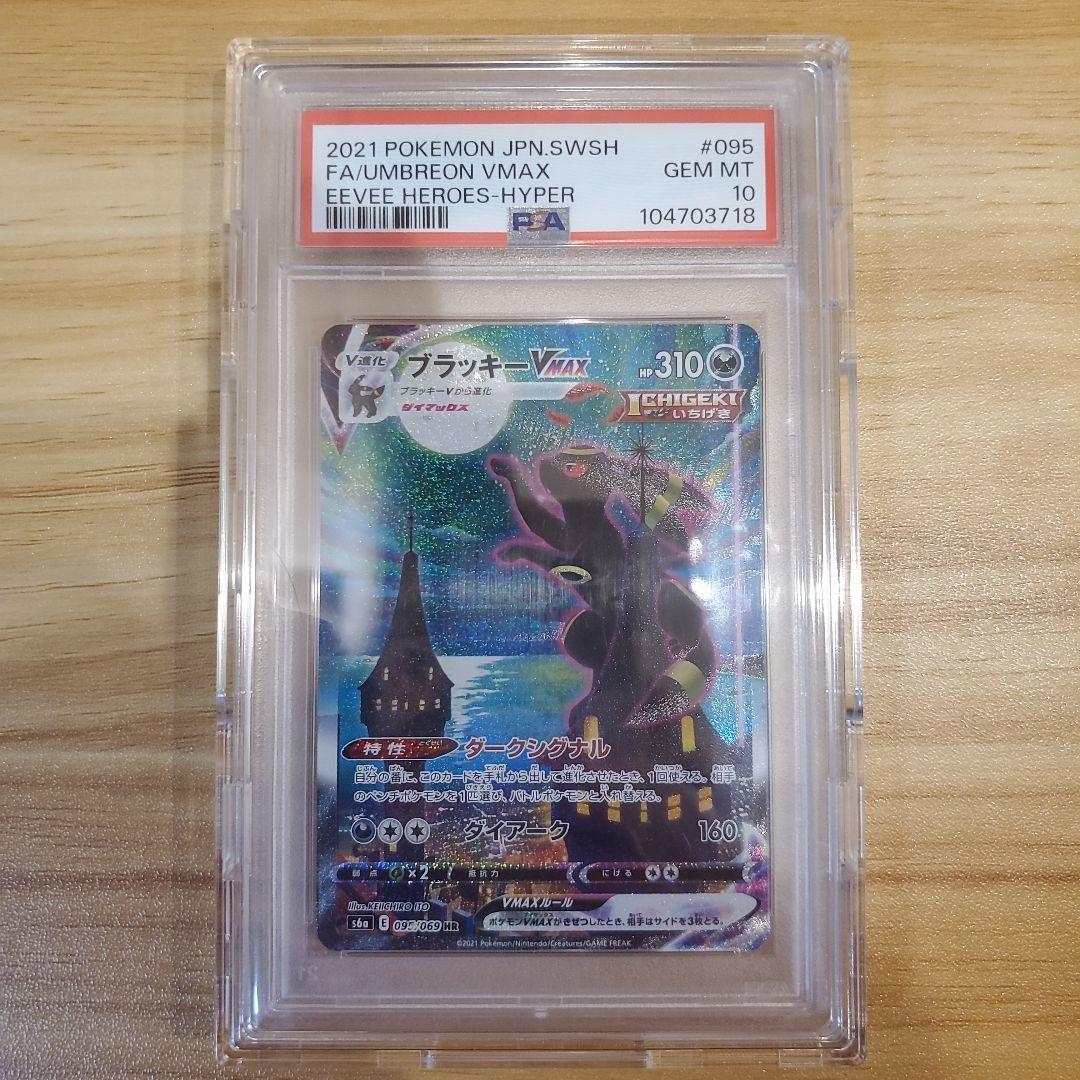 2021 POKEMON JPN.SWSH #095
FA/UMBREON VMAX GEM MT
EEVEE HEROES-HYPER 10
PSA 104703718
V進化 ブラッキーVMAX HP310
ブラッキーVから進化
ダイマックス
ICHIGEKI
いちげき
特性 とくせい ダークシグナル
自分の番に、このカードを手札から出して進化させたとき、1回使える。相手
のベンチポケモンを1匹選び、バトルポケモンと入れ替える。
ダイアーク 160
弱点 ×2 抵抗力 にげる
Illus. KEIICHIRO ITO
VMAXルール
ポケモンVMAXがきぜつしたとき、相手はサイドを3枚とる。
s6a E 095/069 HR
©2021 Pokémon/Nintendo/Creatures/GAME FREAK